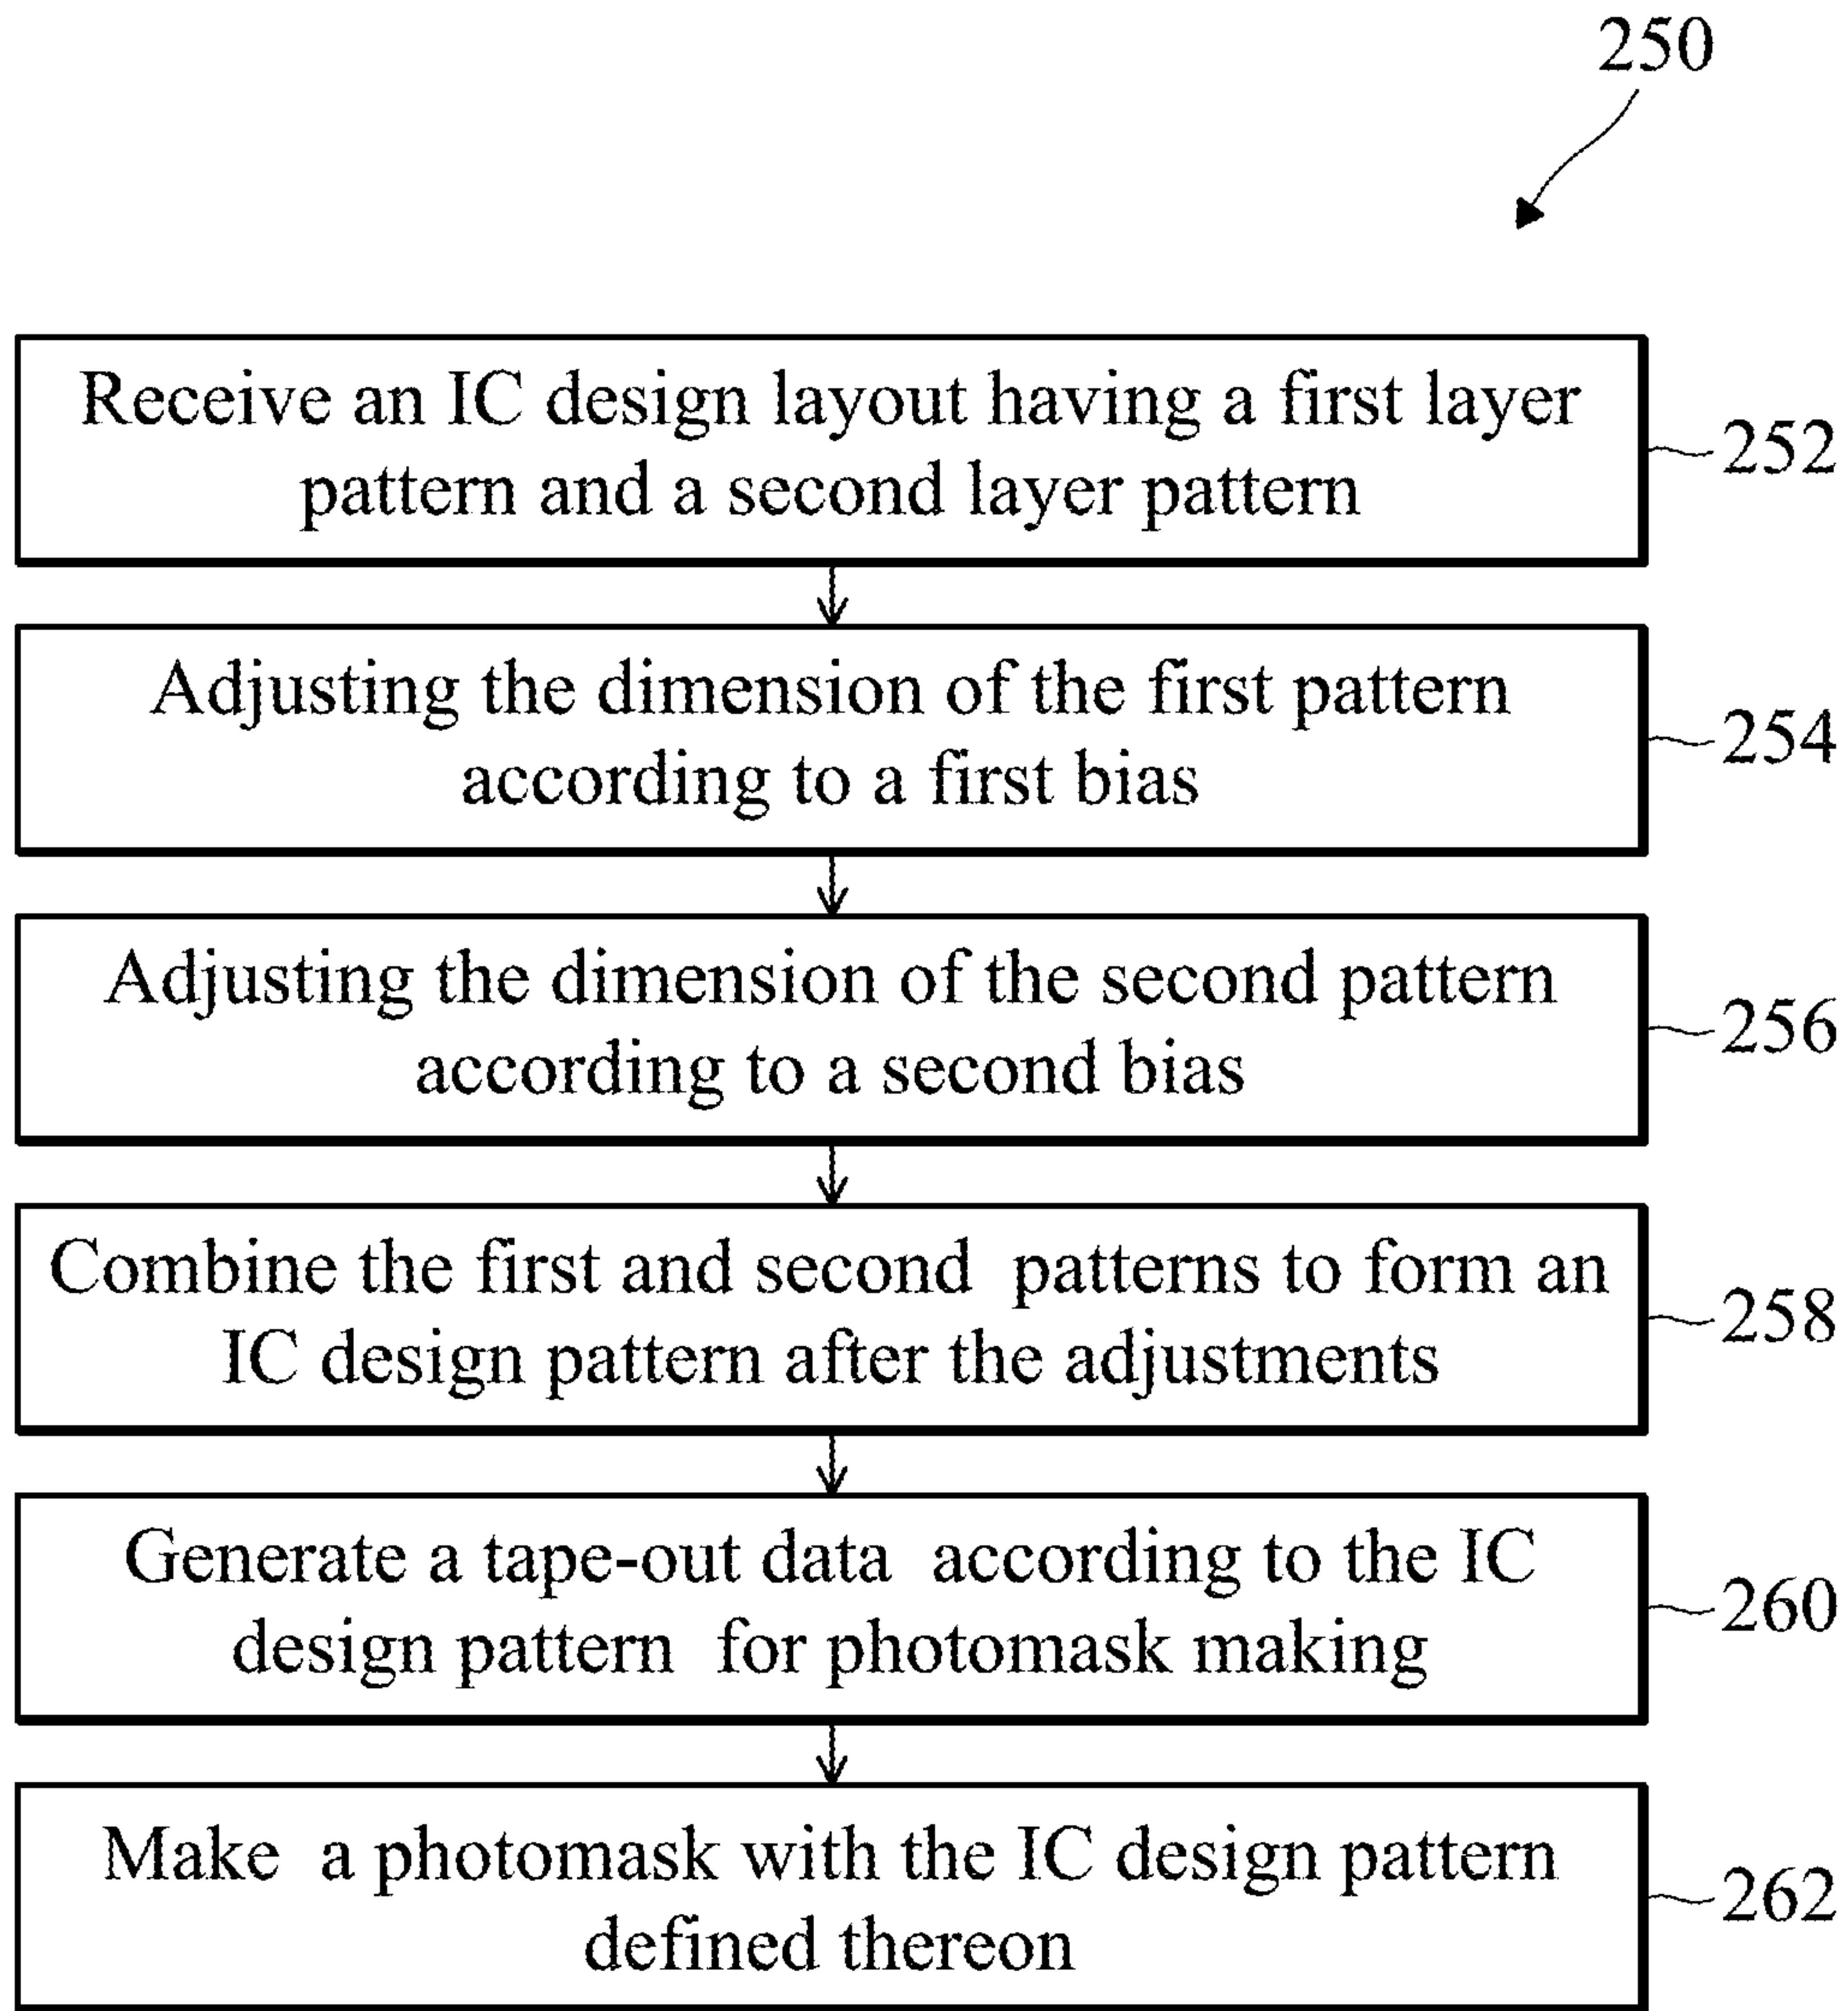 250
Receive an IC design layout having a first layer
pattern and a second layer pattern
252
Adjusting the dimension of the first pattern
according to a first bias
254
Adjusting the dimension of the second pattern
according to a second bias
256
Combine the first and second patterns to form an
IC design pattern after the adjustments
258
Generate a tape-out data according to the IC
design pattern for photomask making
260
Make a photomask with the IC design pattern
defined thereon
262